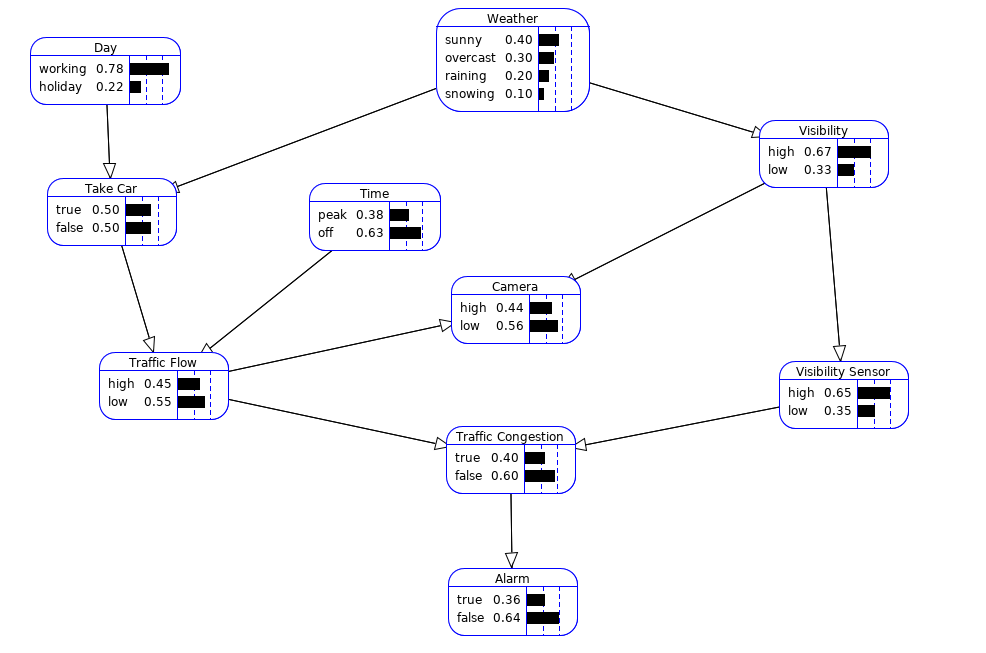 Weather
sunny 0.40
overcast 0.30
raining 0.20
snowing 0.10
Day
working 0.78
holiday 0.22
Visibility
high 0.67
low 0.33
Take Car
true 0.50
false 0.50
Time
peak 0.38
off 0.63
Camera
high 0.44
low 0.56
Traffic Flow
high 0.45
low 0.55
Visibility Sensor
high 0.65
low 0.35
Traffic Congestion
true 0.40
false 0.60
Alarm
true 0.36
false 0.64